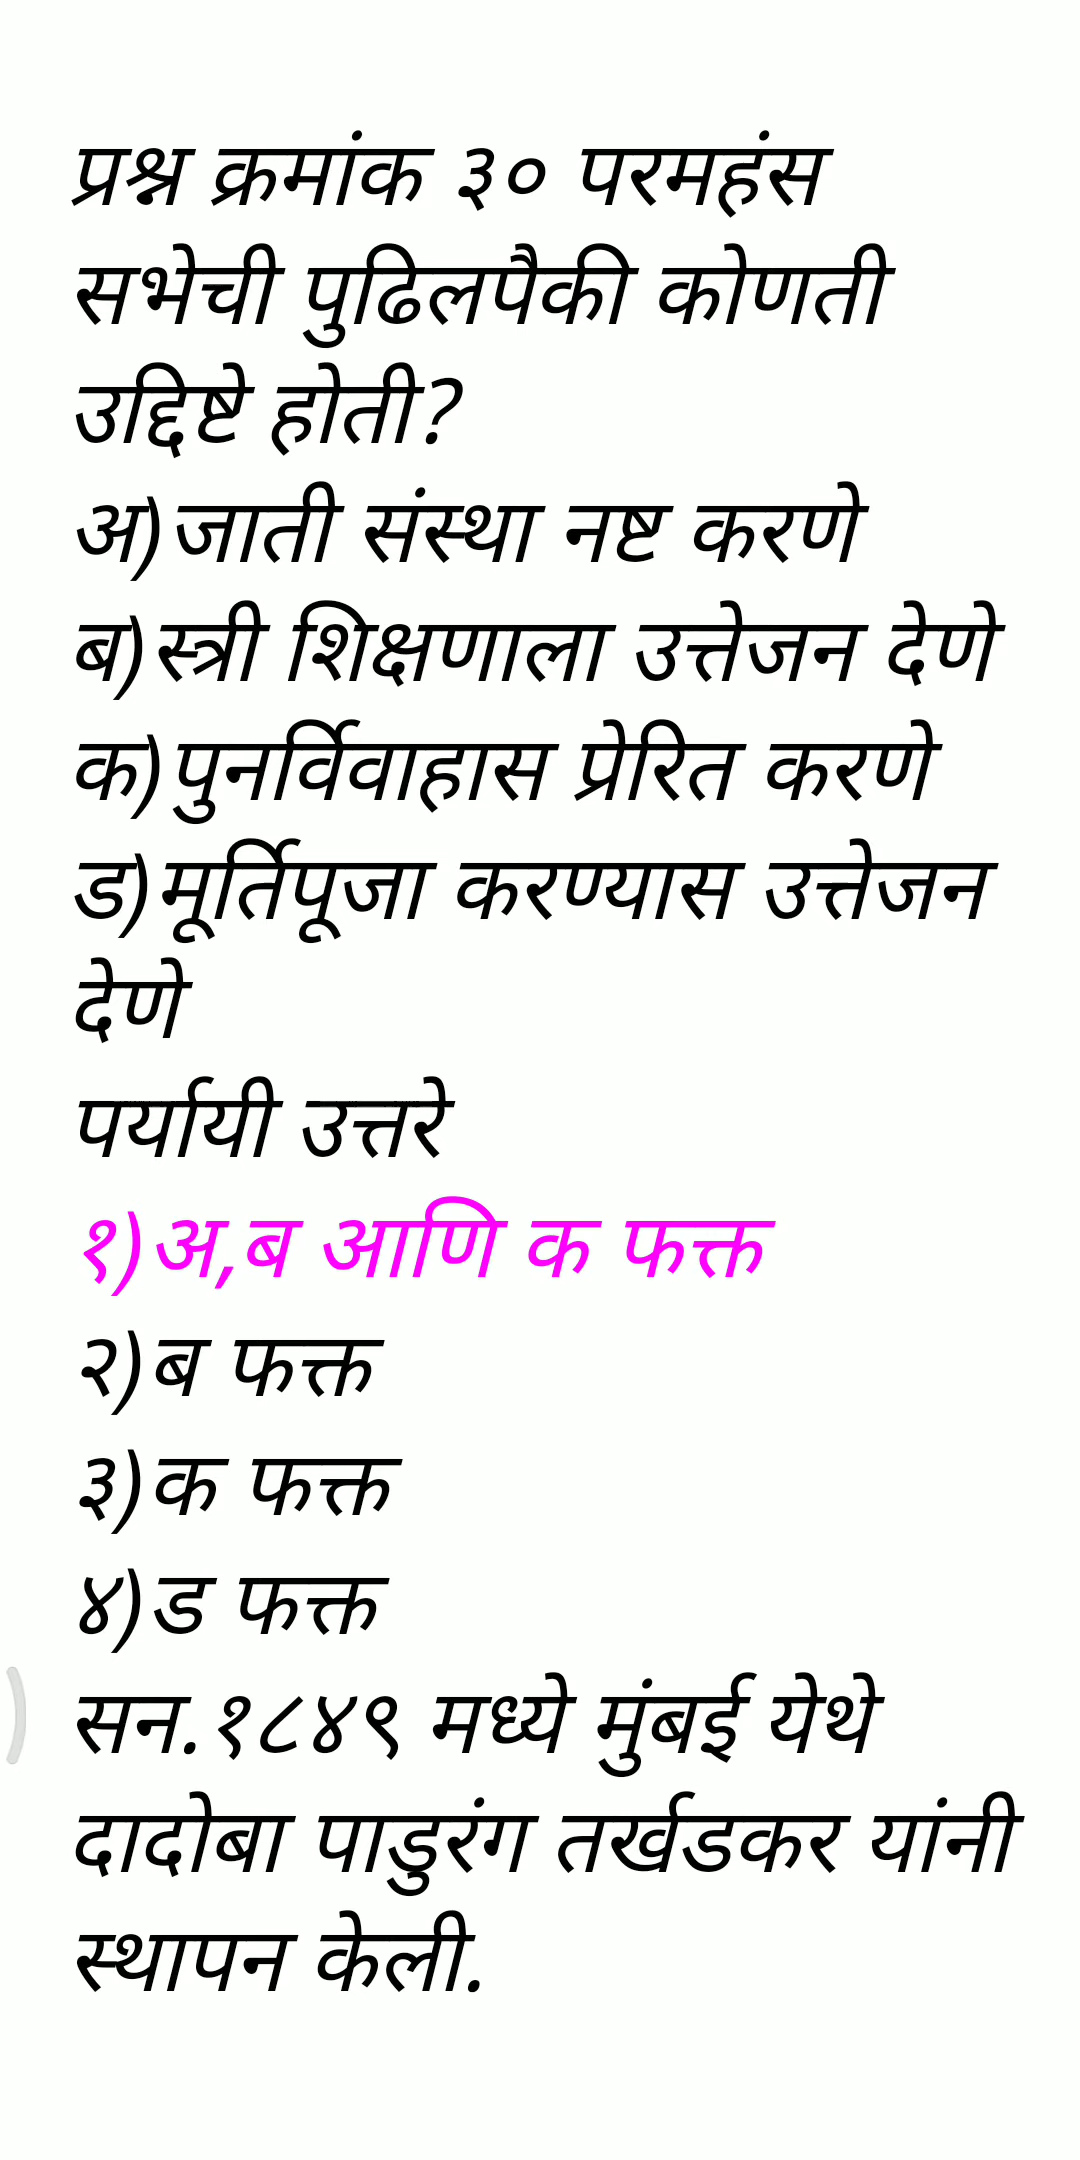 प्रश्न क्रमांक ३० परमहंस
सभेची पुढिलपैकी कोणती
उद्दिष्टे होती?
अ)जाती संस्था नष्ट करणे
ब)स्त्री शिक्षणाला उत्तेजन देणे
क)पुनर्विवाहास प्रेरित करणे
ड)मूर्तिपूजा करण्यास उत्तेजन
देणे
पर्यायी उत्तरे
१)अ,ब आणि क फक्त
२)ब फक्त
३)क फक्त
४)ड फक्त
सन.१८४९ मध्ये मुंबई येथे
दादोबा पाडुरंग तर्खडकर यांनी
स्थापन केली.